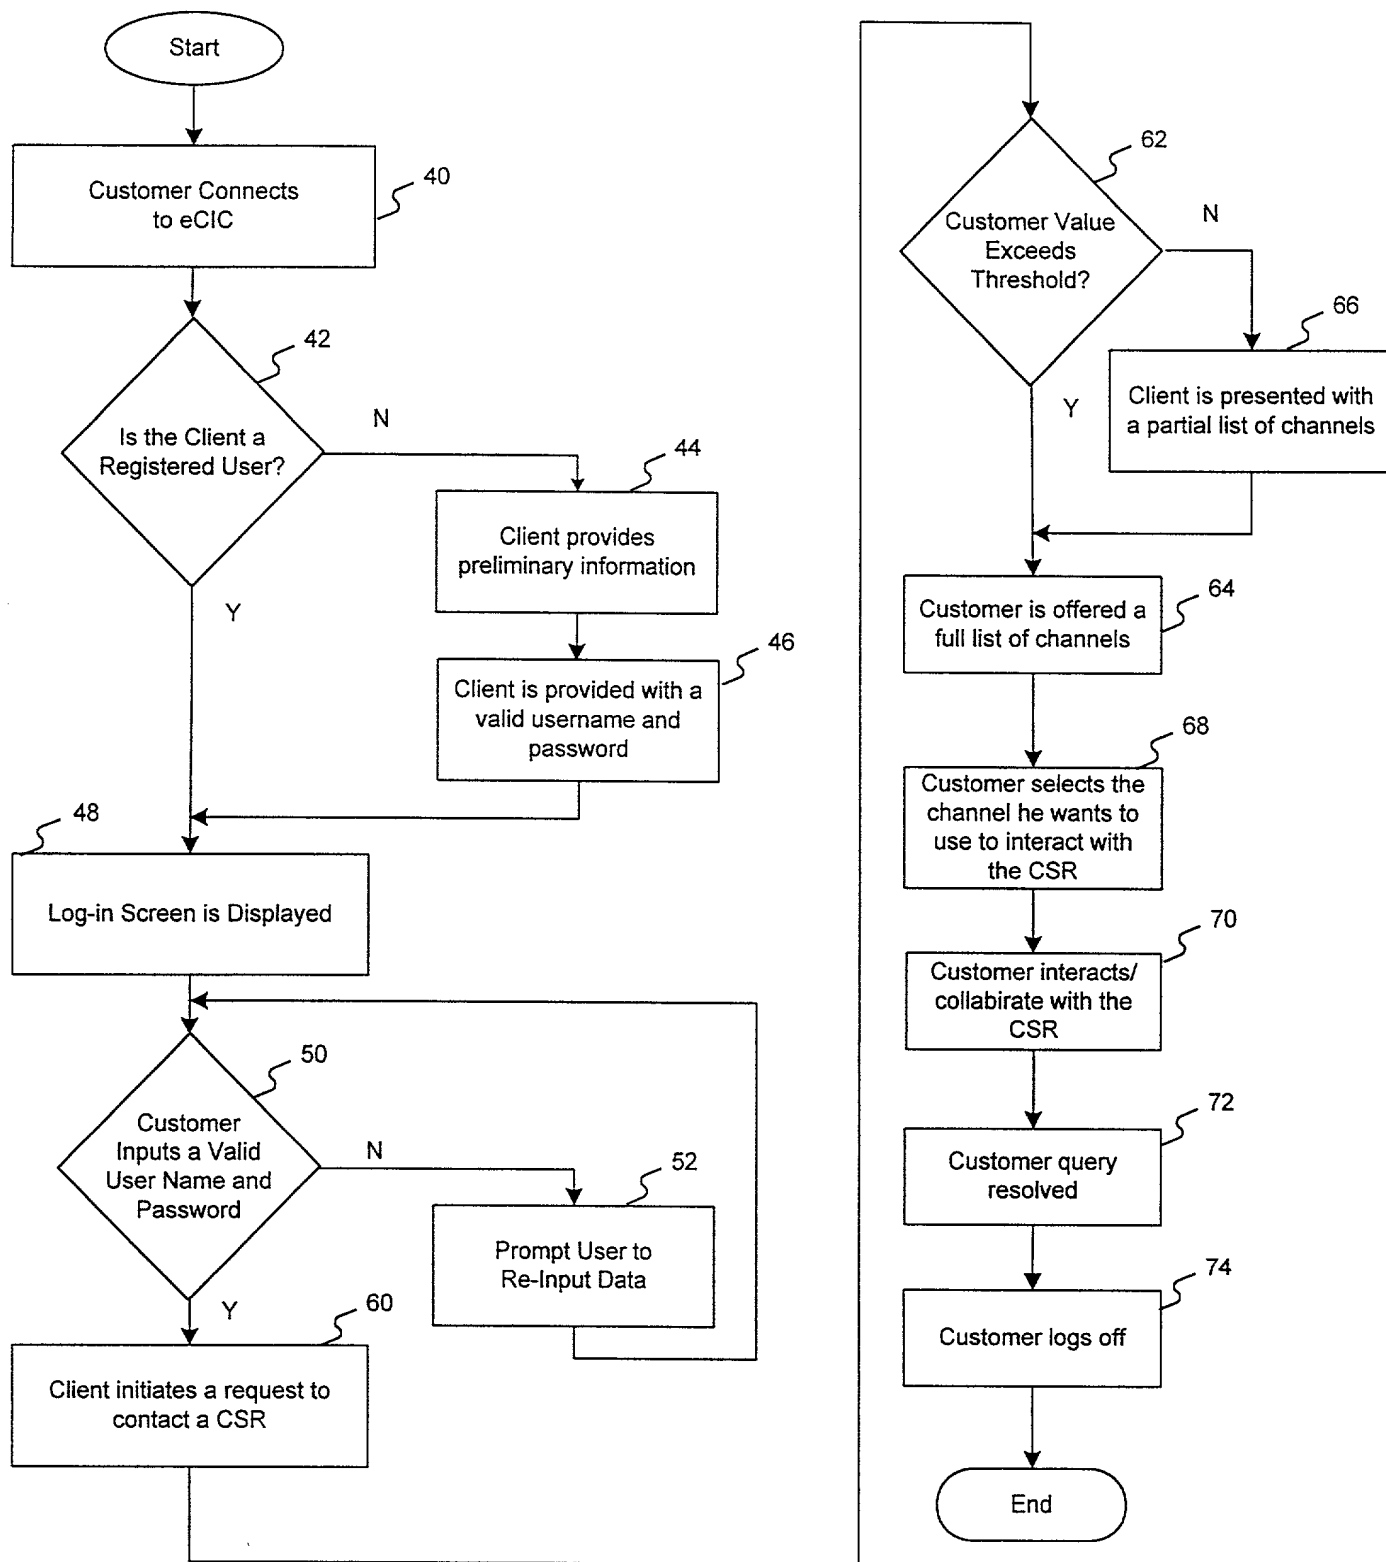 Start
Customer Connects
to eCIC
40
42
Is the Client a
Registered User?
N
Y
44
Client provides
preliminary information
46
Client is provided with a
valid username and
password
48
Log-in Screen is Displayed
50
Customer
Inputs a Valid
User Name and
Password
N
Y
52
Prompt User to
Re-Input Data
60
Client initiates a request to
contact a CSR
62
Customer Value
Exceeds
Threshold?
N
Y
66
Client is presented with
a partial list of channels
64
Customer is offered a
full list of channels
68
Customer selects the
channel he wants to
use to interact with
the CSR
70
Customer interacts/
collabirate with the
CSR
72
Customer query
resolved
74
Customer logs off
End